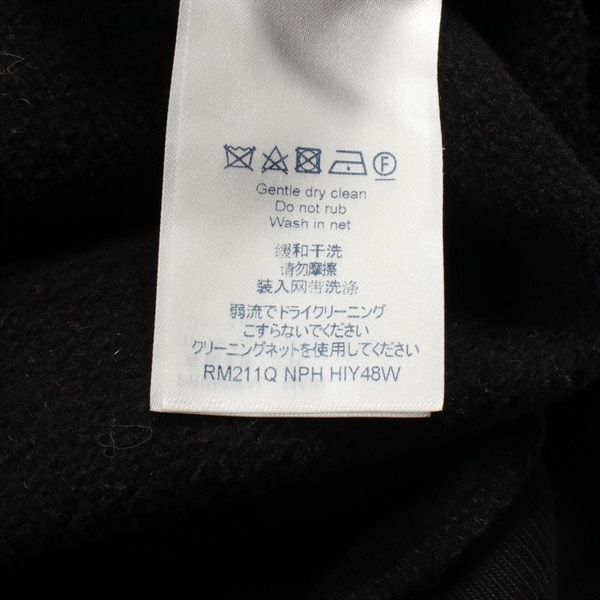 F
Gentle dry clean
Do not rub
Wash in net
缓和干洗
请勿摩擦
装入网带洗涤
弱流でドライクリーニング
こすらないでください
クリーニングネットを使用してください
RM211Q NPH HIY48W